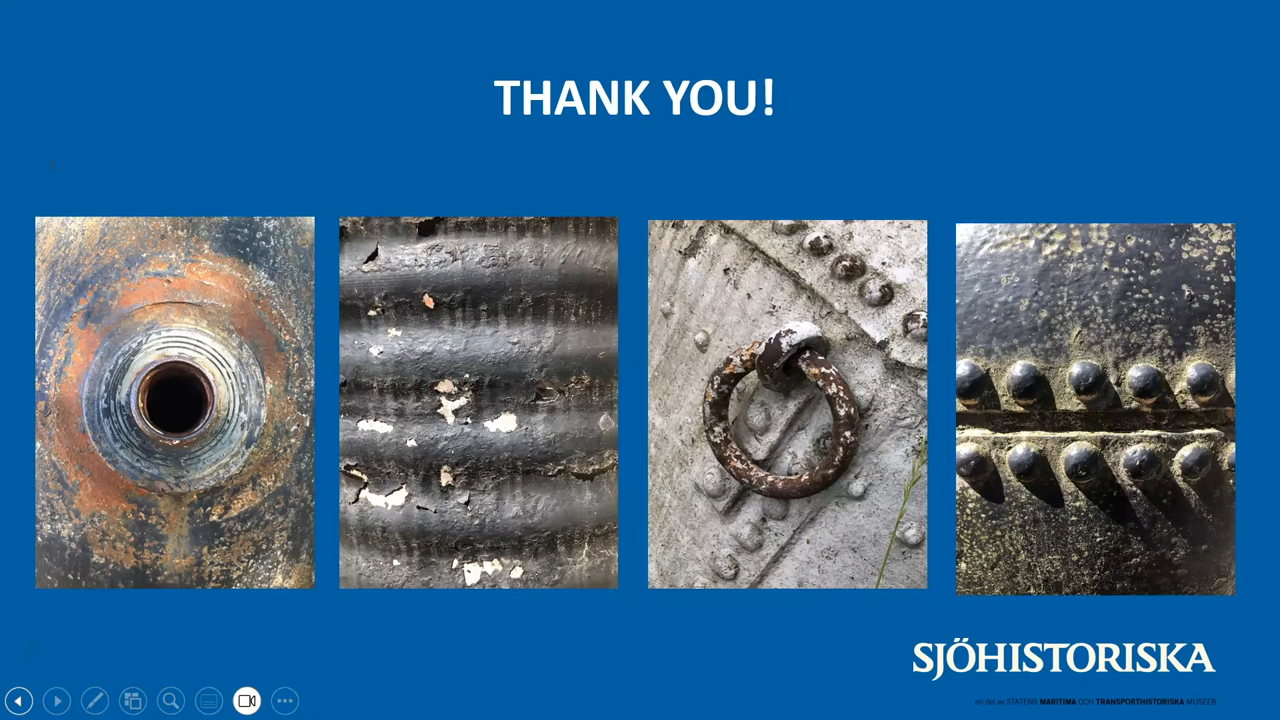 THANK YOU!
SJÖHISTORISKA
en del av STATENS MARITIMA OCH TRANSPORTHISTORISKA MUSEER